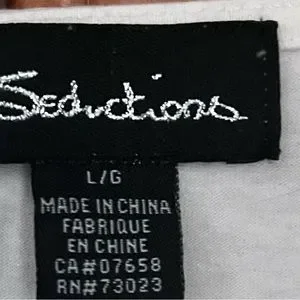 Seductions
L/G
MADE IN CHINA
FABRIQUE
EN CHINE
CA#07658
RN#73023